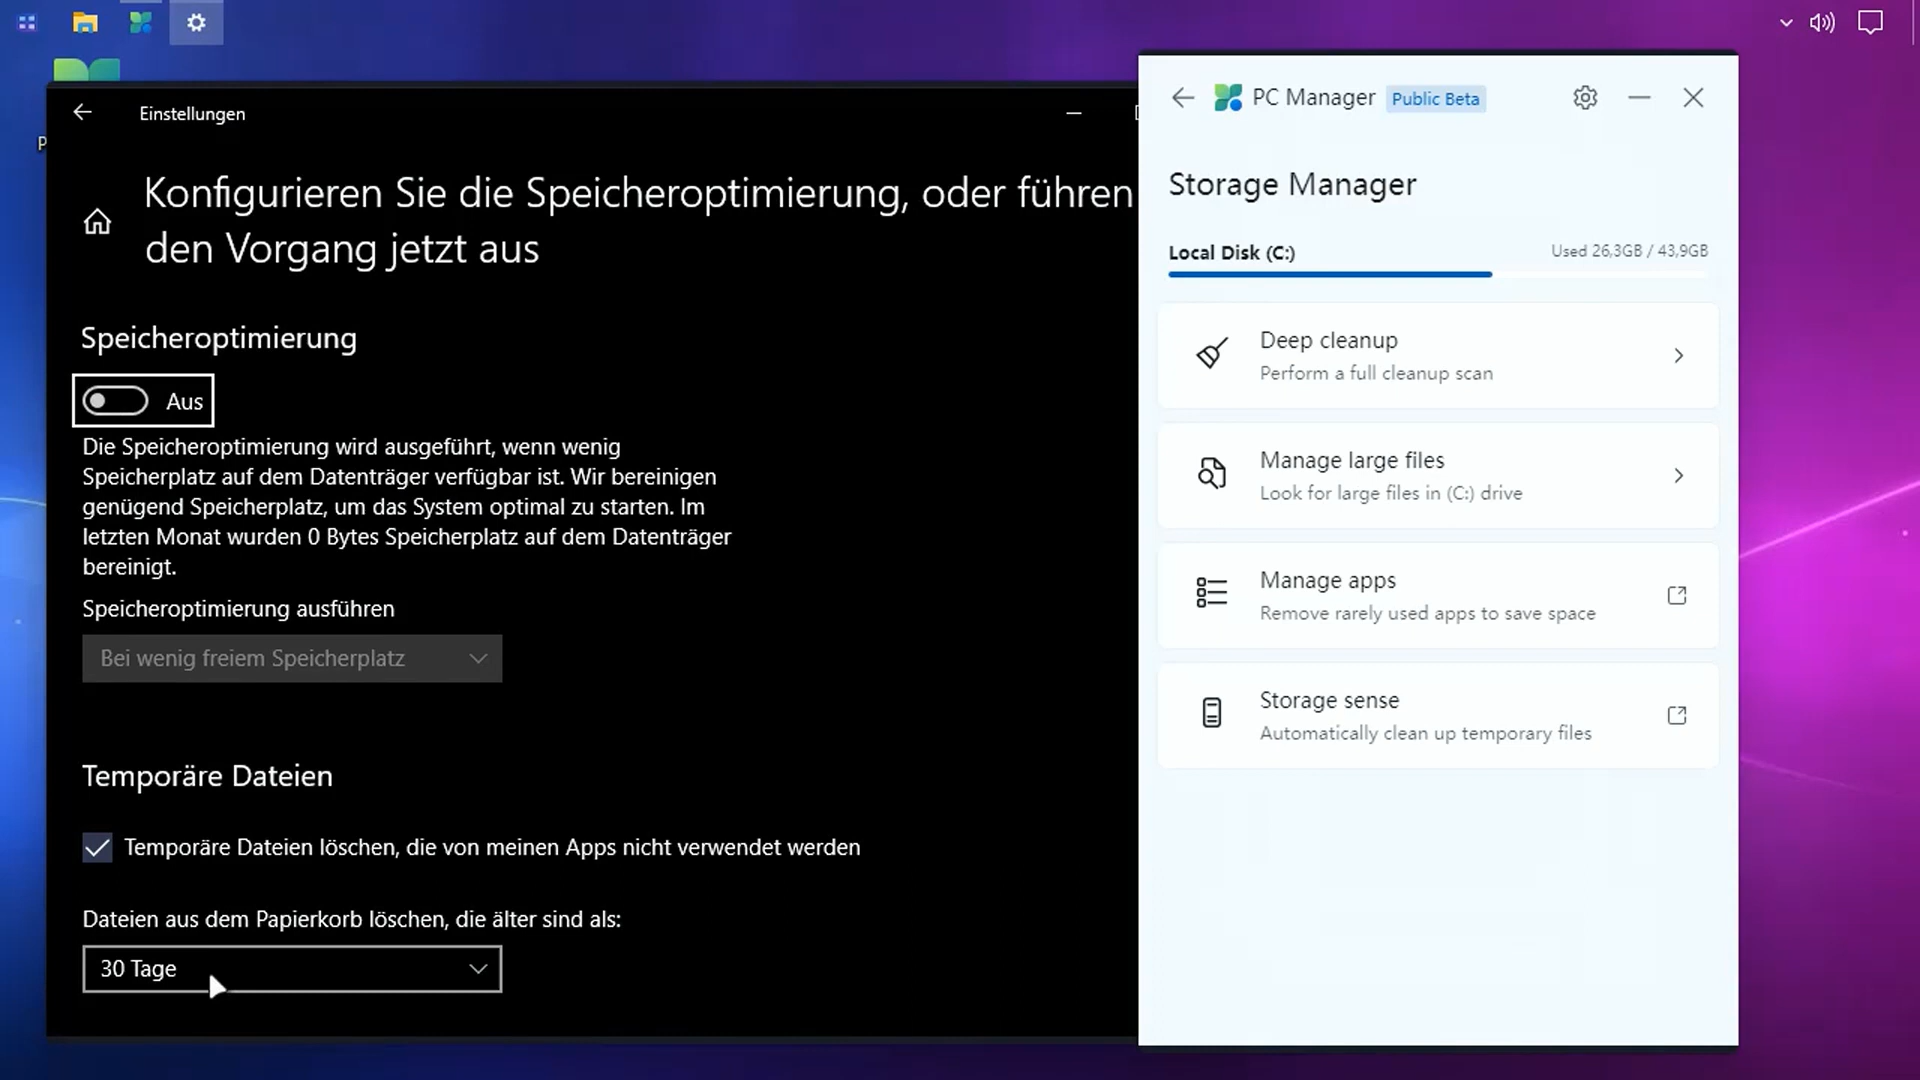 P
Einstellungen
Konfigurieren Sie die Speicheroptimierung, oder führen
den Vorgang jetzt aus
Speicheroptimierung
Aus
Die Speicheroptimierung wird ausgeführt, wenn wenig
Speicherplatz auf dem Datenträger verfügbar ist. Wir bereinigen
genügend Speicherplatz, um das System optimal zu starten. Im
letzten Monat wurden 0 Bytes Speicherplatz auf dem Datenträger
bereinigt.
Speicheroptimierung ausführen
Bei wenig freiem Speicherplatz
Temporäre Dateien
Temporäre Dateien löschen, die von meinen Apps nicht verwendet werden
Dateien aus dem Papierkorb löschen, die älter sind als:
30 Tage
PC Manager Public Beta
Storage Manager
Local Disk (C:) Used 26,3GB / 43,9GB
Deep cleanup
Perform a full cleanup scan
Manage large files
Look for large files in (C:) drive
Manage apps
Remove rarely used apps to save space
Storage sense
Automatically clean up temporary files